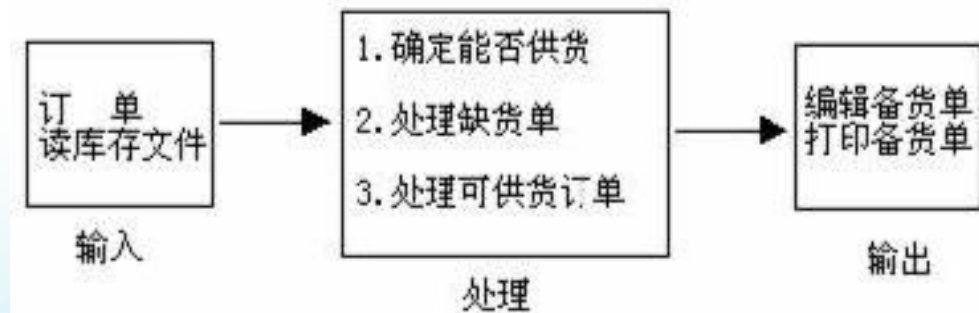 订 单
读库存文件
输入
1.确定能否供货
2.处理缺货单
3.处理可供货订单
处理
编辑备货单
打印备货单
输出